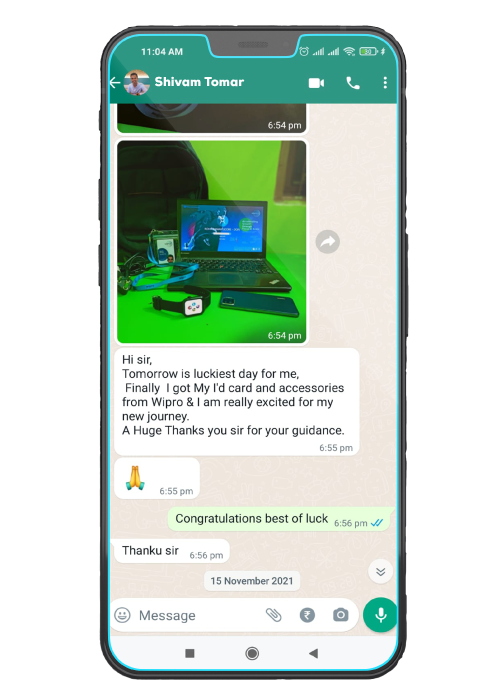 11:04 AM
30
Shivam Tomar
6:54 pm
6:54 pm
Hi sir,
Tomorrow is luckiest day for me,
Finally I got My I'd card and accessories
from Wipro & I am really excited for my
new journey.
A Huge Thanks you sir for your guidance.
6:55 pm
6:55 pm
Congratulations best of luck 6:56 pm
Thanku sir 6:56 pm
15 November 2021
Message
₹